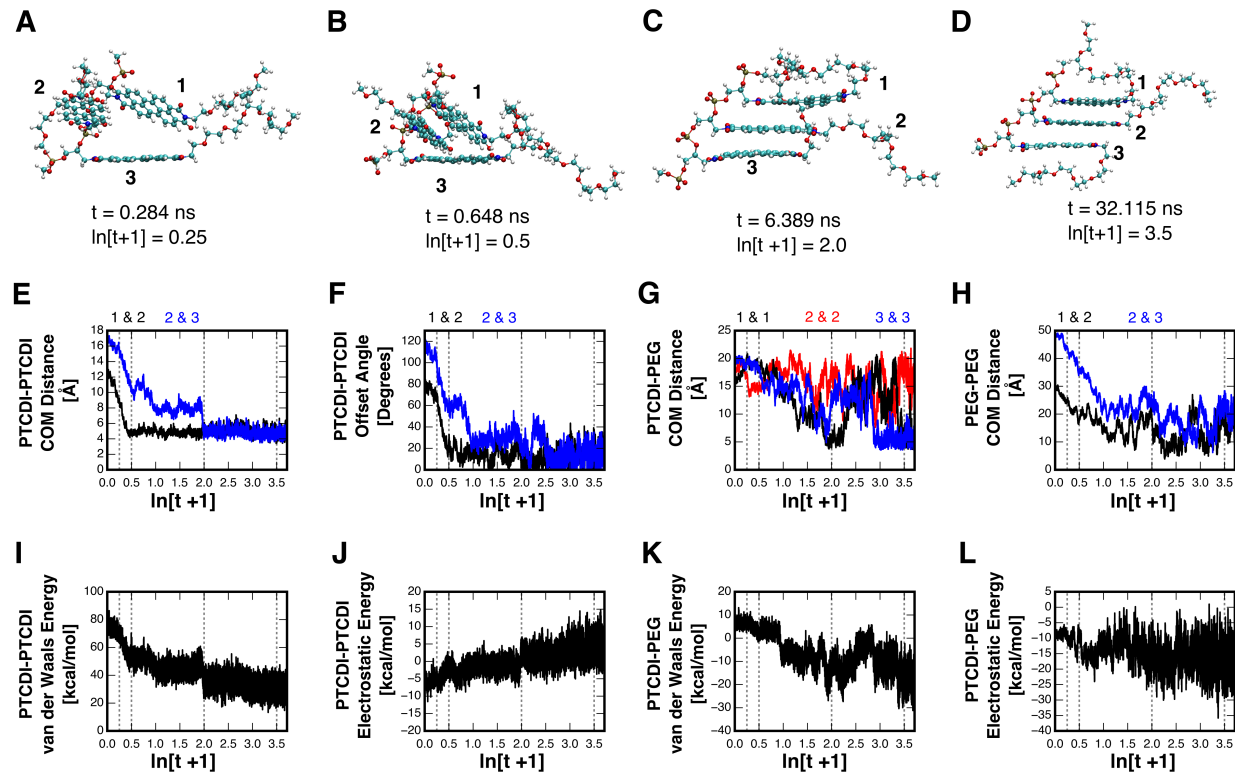 A
B
C
D
2
1
3
1
2
3
1
2
3
1
2
3
t = 0.284 ns
ln[t+1] = 0.25
t = 0.648 ns
ln[t+1] = 0.5
t = 6.389 ns
ln[t +1] = 2.0
t = 32.115 ns
ln[t+1] = 3.5
E
1 & 2 2 & 3
PTCDI-PTCDI
COM Distance
[Å]
18
16
14
12
10
8
6
4
2
0
0.0 0.5 1.0 1.5 2.0 2.5 3.0 3.5
ln[t +1]
F
1 & 2 2 & 3
PTCDI-PTCDI
Offset Angle
[Degrees]
120
100
80
60
40
20
0
0.0 0.5 1.0 1.5 2.0 2.5 3.0 3.5
ln[t +1]
G
1 & 1 2 & 2 3 & 3
PTCDI-PEG
COM Distance
[Å]
25
20
15
10
5
0
0.0 0.5 1.0 1.5 2.0 2.5 3.0 3.5
ln[t +1]
H
1 & 2 2 & 3
PEG-PEG
COM Distance
[Å]
50
40
30
20
10
0
0.0 0.5 1.0 1.5 2.0 2.5 3.0 3.5
ln[t +1]
I
PTCDI-PTCDI
van der Waals Energy
[kcal/mol]
100
80
60
40
20
0
0.0 0.5 1.0 1.5 2.0 2.5 3.0 3.5
ln[t +1]
J
PTCDI-PTCDI
Electrostatic Energy
[kcal/mol]
20
15
10
5
0
−5
−10
−15
−20
0.0 0.5 1.0 1.5 2.0 2.5 3.0 3.5
ln[t +1]
K
PTCDI-PEG
van der Waals Energy
[kcal/mol]
20
10
0
−10
−20
−30
−40
0.0 0.5 1.0 1.5 2.0 2.5 3.0 3.5
ln[t +1]
L
PTCDI-PEG
Electrostatic Energy
[kcal/mol]
5
0
−5
−10
−15
−20
−25
−30
−35
−40
0.0 0.5 1.0 1.5 2.0 2.5 3.0 3.5
ln[t +1]